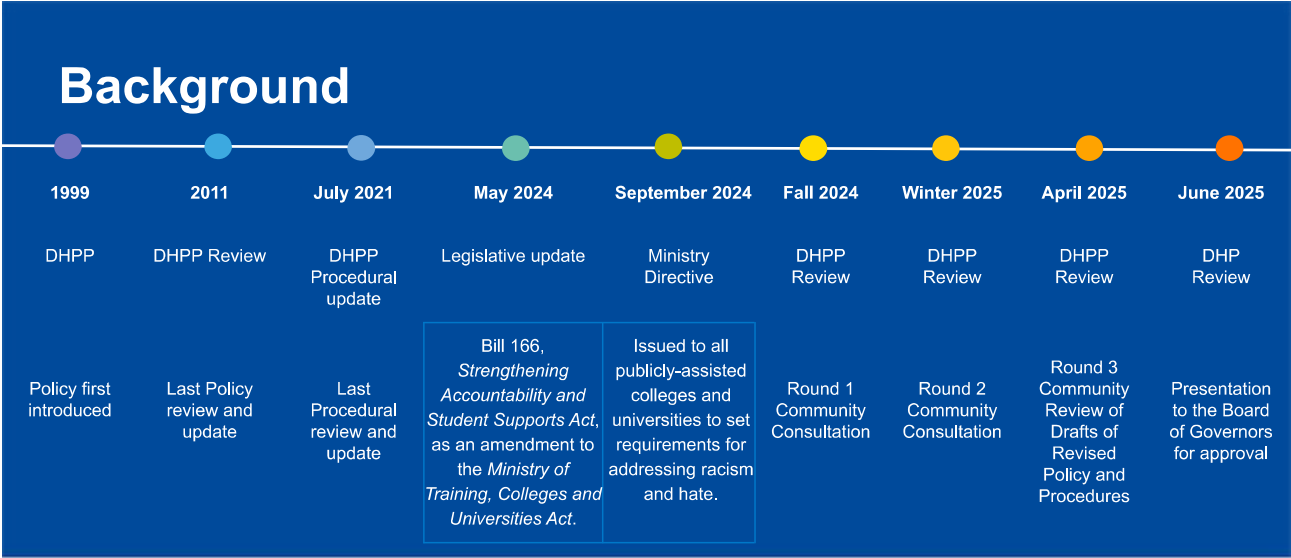 Background
1999
DHPP
Policy first
introduced
2011
DHPP Review
Last Policy
review and
update
July 2021
DHPP
Procedural
update
Last
Procedural
review and
update
May 2024
Legislative update
Bill 166,
Strengthening
Accountability and
Student Supports Act,
as an amendment to
the Ministry of
Training, Colleges and
Universities Act.
September 2024
Ministry
Directive
Issued to all
publicly-assisted
colleges and
universities to set
requirements for
addressing racism
and hate.
Fall 2024
DHPP
Review
Round 1
Community
Consultation
Winter 2025
DHPP
Review
Round 2
Community
Consultation
April 2025
DHPP
Review
Round 3
Community
Review of
Drafts of
Revised
Policy and
Procedures
June 2025
DHP
Review
Presentation
to the Board
of Governors
for approval